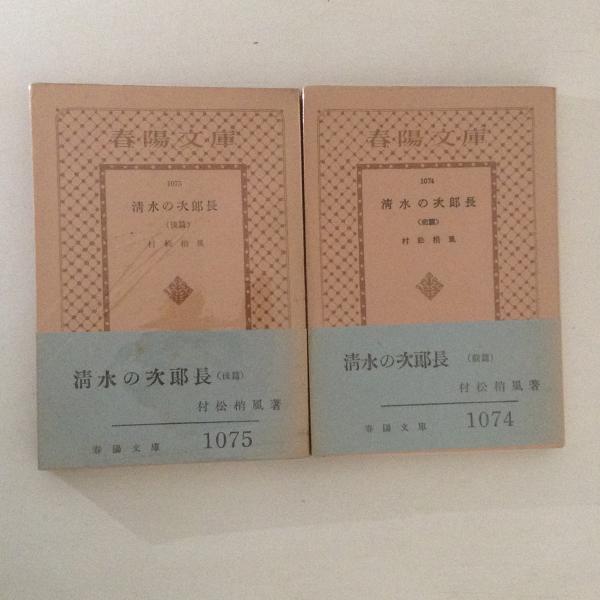 春陽文庫
1075
清水の次郎長
(後篇)
村松梢風
清水の次郎長(後篇)
村松梢風著
春陽文庫 1075
春陽文庫
1074
清水の次郎長
(前篇)
村松梢風
清水の次郎長(前篇)
村松梢風著
春陽文庫 1074